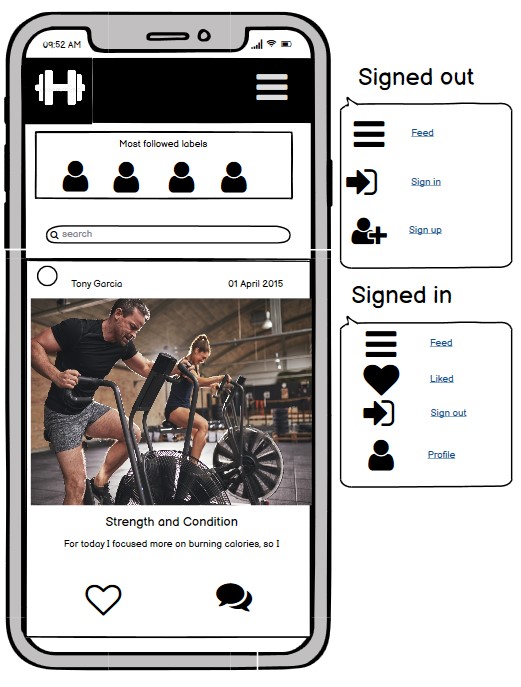 09:52 AM
Most followed labels
search
Tony Garcia 01 April 2015
Strength and Condition
For today I focused more on burning calories, so I
Signed out
Feed
Sign in
Sign up
Signed in
Feed
Liked
Sign out
Profile